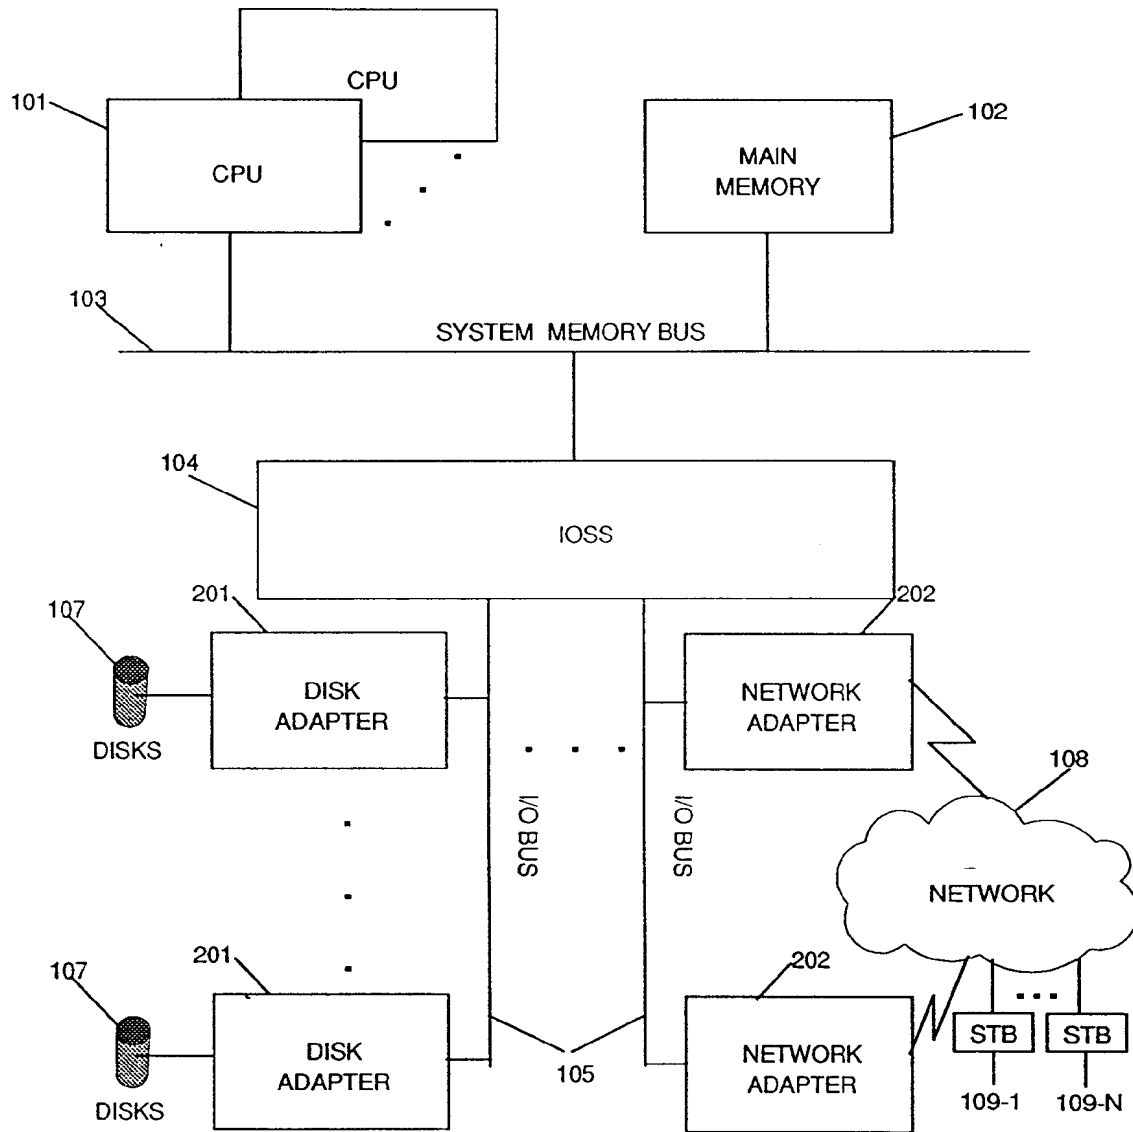 CPU
101
CPU
102
MAIN
MEMORY
103
SYSTEM MEMORY BUS
104
IOSS
107
201
202
DISK
ADAPTER
NETWORK
ADAPTER
DISKS
I/O BUS
I/O BUS
108
NETWORK
107
201
202
DISK
ADAPTER
105
NETWORK
ADAPTER
STB
STB
DISKS
109-1
109-N